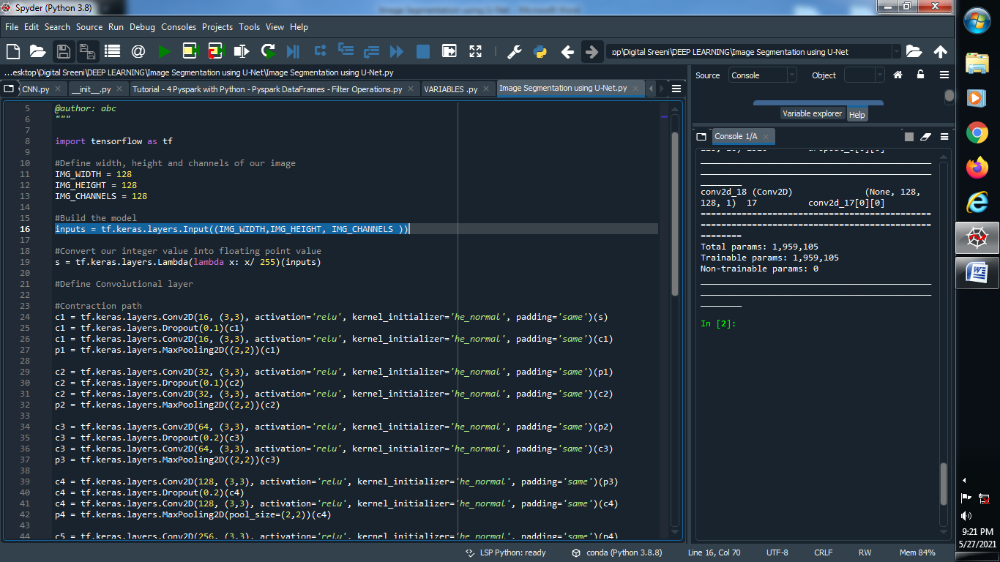 Spyder (Python 3.8)
File Edit Search Source Run Debug Consoles Projects Tools View Help
op\Digital Sreeni\DEEP LEARNING\Image Segmentation using U-Net
...esktop\Digital Sreeni\DEEP LEARNING\Image Segmentation using U-Net\Image Segmentation using U-Net.py
CNN.py __init__.py Tutorial - 4 Pyspark with Python - Pyspark DataFrames - Filter Operations.py VARIABLES .py Image Segmentation using U-Net.py
5 @author: abc
6 """
7
8 import tensorflow as tf
9
10 #Define width, height and channels of our image
11 IMG_WIDTH = 128
12 IMG_HEIGHT = 128
13 IMG_CHANNELS = 128
14
15 #Build the model
16 inputs = tf.keras.layers.Input((IMG_WIDTH,IMG_HEIGHT, IMG_CHANNELS ))
17
18 #Convert our integer value into floating point value
19 s = tf.keras.layers.Lambda(lambda x: x/ 255)(inputs)
20
21 #Define Convolutional layer
22
23 #Contraction path
24 c1 = tf.keras.layers.Conv2D(16, (3,3), activation='relu', kernel_initializer='he_normal', padding='same')(s)
25 c1 = tf.keras.layers.Dropout(0.1)(c1)
26 c1 = tf.keras.layers.Conv2D(16, (3,3), activation='relu', kernel_initializer='he_normal', padding='same')(c1)
27 p1 = tf.keras.layers.MaxPooling2D((2,2))(c1)
28
29 c2 = tf.keras.layers.Conv2D(32, (3,3), activation='relu', kernel_initializer='he_normal', padding='same')(p1)
30 c2 = tf.keras.layers.Dropout(0.1)(c2)
31 c2 = tf.keras.layers.Conv2D(32, (3,3), activation='relu', kernel_initializer='he_normal', padding='same')(c2)
32 p2 = tf.keras.layers.MaxPooling2D((2,2))(c2)
33
34 c3 = tf.keras.layers.Conv2D(64, (3,3), activation='relu', kernel_initializer='he_normal', padding='same')(p2)
35 c3 = tf.keras.layers.Dropout(0.2)(c3)
36 c3 = tf.keras.layers.Conv2D(64, (3,3), activation='relu', kernel_initializer='he_normal', padding='same')(c3)
37 p3 = tf.keras.layers.MaxPooling2D((2,2))(c3)
38
39 c4 = tf.keras.layers.Conv2D(128, (3,3), activation='relu', kernel_initializer='he_normal', padding='same')(p3)
40 c4 = tf.keras.layers.Dropout(0.2)(c4)
41 c4 = tf.keras.layers.Conv2D(128, (3,3), activation='relu', kernel_initializer='he_normal', padding='same')(c4)
42 p4 = tf.keras.layers.MaxPooling2D(pool_size=(2,2))(c4)
43
44 c5 = tf.keras.layers.Conv2D(256, (3,3), activation='relu', kernel_initializer='he_normal', padding='same')(p4)
Source Console Object
Variable explorer Help
Console 1/A
conv2d_18 (Conv2D) (None, 128,
128, 1) 17 conv2d_17[0][0]
=============================================
=============================================
========
Total params: 1,959,105
Trainable params: 1,959,105
Non-trainable params: 0
In [2]:
LSP Python: ready conda (Python 3.8.8) Line 16, Col 70 UTF-8 CRLF RW Mem 84%
9:21 PM
5/27/2021